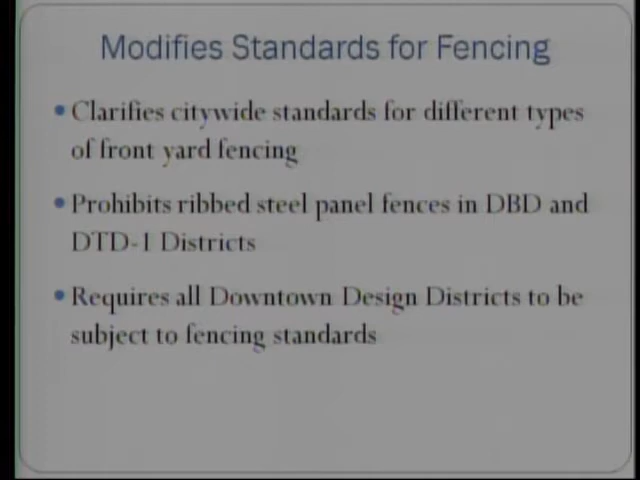 Modifies Standards for Fencing
• Clarifies citywide standards for different types
of front yard fencing
• Prohibits ribbed steel panel fences in DBD and
DTD-1 Districts
• Requires all Downtown Design Districts to be
subject to fencing standards